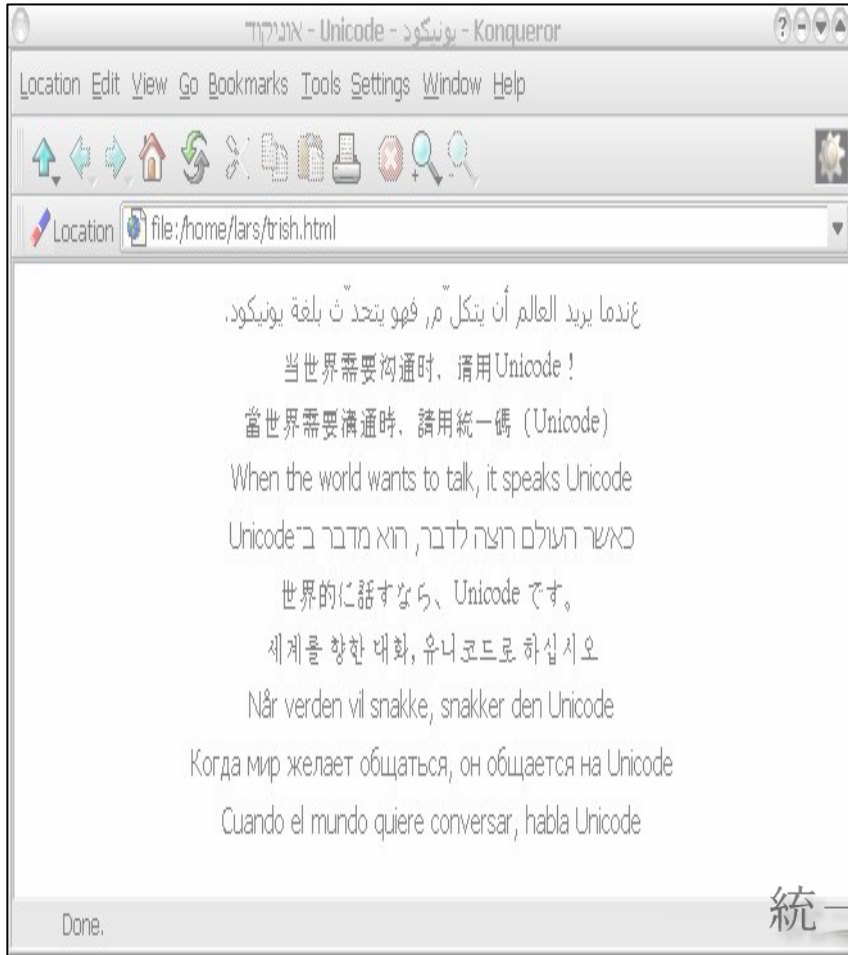 אוניקוד - Unicode - يونيكود - Konqueror
Location Edit View Go Bookmarks Tools Settings Window Help
Location file:/home/lars/trish.html
عندما يريد العالم أن يتكلّم, فهو يتحدّث بلغة يونيكود.
当世界需要沟通时，请用Unicode！
當世界需要溝通時，請用統一碼（Unicode）
When the world wants to talk, it speaks Unicode
כאשר העולם רוצה לדבר, הוא מדבר ב־Unicode
世界的に話すなら、Unicode です。
세계를 향한 대화, 유니코드로 하십시오
Når verden vil snakke, snakker den Unicode
Когда мир желает общаться, он общается на Unicode
Cuando el mundo quiere conversar, habla Unicode
統一
Done.